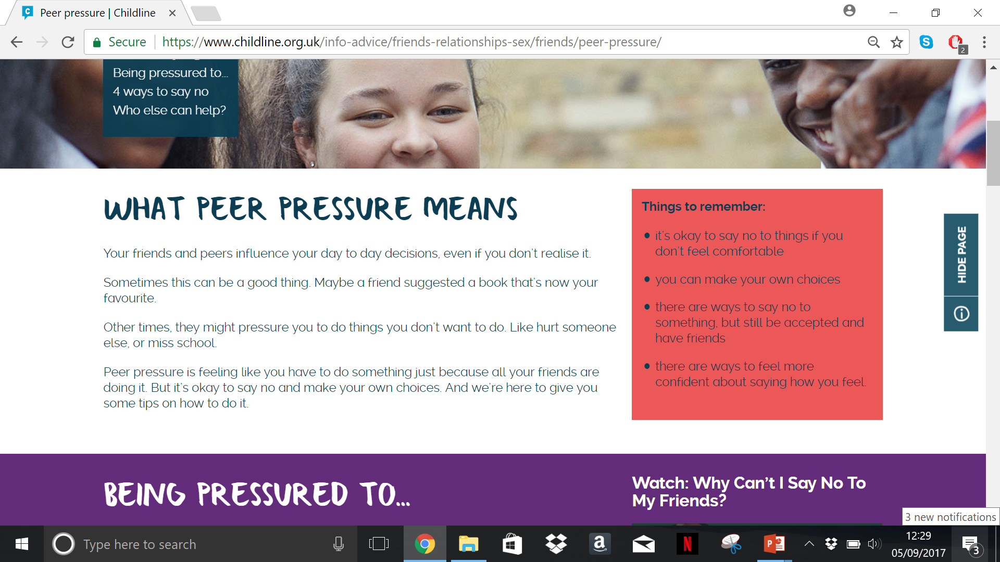 Peer pressure | Childline
Secure
https://www.childline.org.uk/info-advice/friends-relationships-sex/friends/peer-pressure/
2
Being pressured to...
4 ways to say no
Who else can help?
WHAT PEER PRESSURE MEANS
Your friends and peers influence your day to day decisions, even if you don't realise it.
Sometimes this can be a good thing. Maybe a friend suggested a book that's now your
favourite.
Other times, they might pressure you to do things you don't want to do. Like hurt someone
else, or miss school.
Peer pressure is feeling like you have to do something just because all your friends are
doing it. But it's okay to say no and make your own choices. And we're here to give you
some tips on how to do it.
Things to remember:
it's okay to say no to things if you
don't feel comfortable
you can make your own choices
there are ways to say no to
something, but still be accepted and
have friends
there are ways to feel more
confident about saying how you feel.
HIDE PAGE
BEING PRESSURED TO...
Watch: Why Can't I Say No To
My Friends?
3 new notifications
Type here to search
12:29
05/09/2017
3